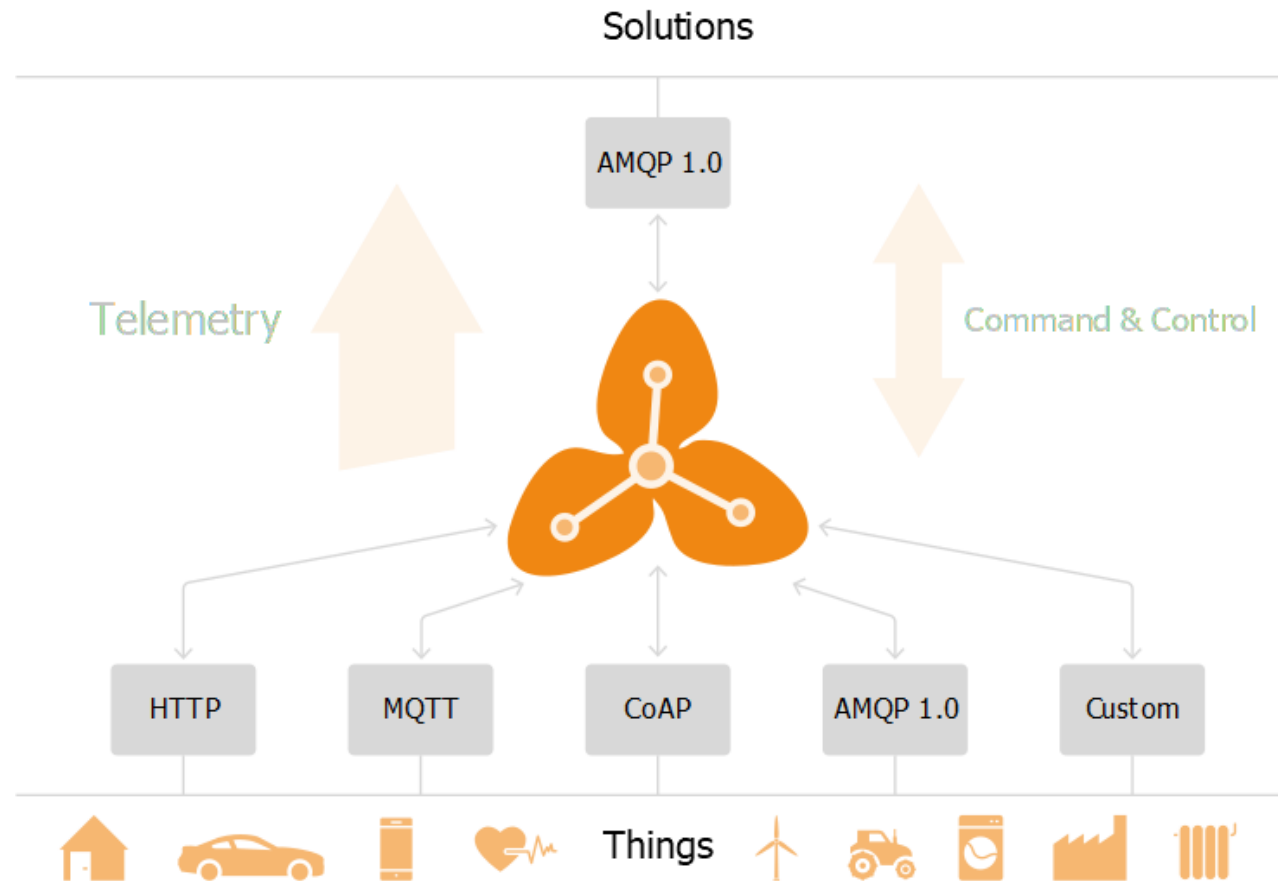 Solutions
AMQP 1.0
Telemetry
Command & Control
HTTP
MQTT
CoAP
AMQP 1.0
Custom
Things